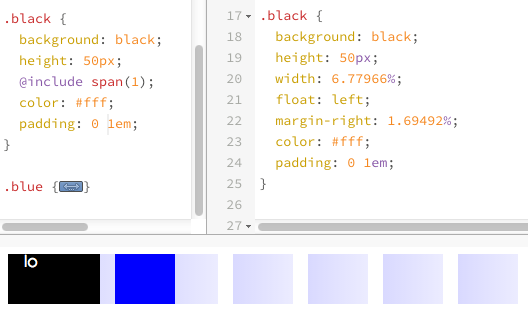 .black {
background: black;
height: 50px;
@include span(1);
color: #fff;
padding: 0 1em;
}
.blue {↔}
17 .black {
18 background: black;
19 height: 50px;
20 width: 6.77966%;
21 float: left;
22 margin-right: 1.69492%;
23 color: #fff;
24 padding: 0 1em;
25 }
26
27
lo